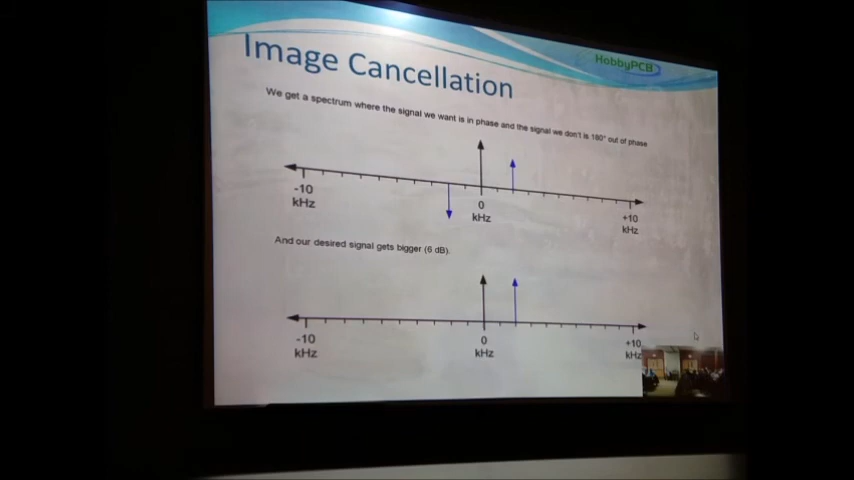 HobbyPCB
Image Cancellation
We get a spectrum where the signal we want is in phase and the signal we don't is 180° out of phase
-10
kHz
0
kHz
+10
kHz
And our desired signal gets bigger (6 dB).
-10
kHz
0
kHz
+10
kHz